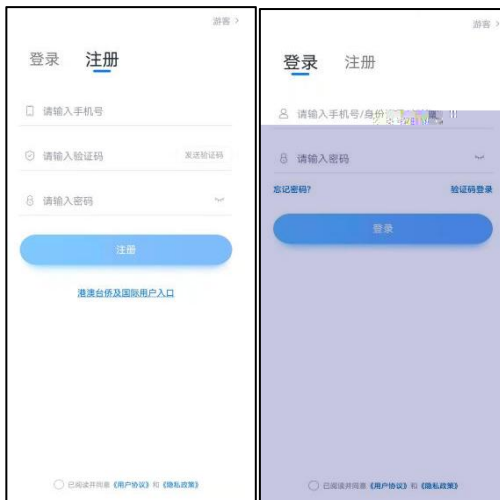 游客 >
登录 注册
请输入手机号
请输入验证码 发送验证码
请输入密码
注册
港澳台侨及国际用户入口
已阅读并同意《用户协议》和《隐私政策》
游客 >
登录 注册
请输入手机号/身份
请输入密码
忘记密码? 验证码登录
登录
已阅读并同意《用户协议》和《隐私政策》